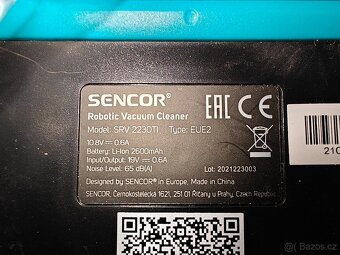 SENCOR®
Robotic Vacuum Cleaner
Model: SRV 2230TI Type: EUE2
10.8V ⎓ 0.6A
Battery: Li-Ion 2600mAh
Input/Output: 19V ⎓ 0.6A
Noise Level: 65 dB(A) Lot: 2021223003
Designed by SENCOR® in Europe, Made in China
SENCOR, Černokostelecká 1621, 251 01 Říčany u Prahy, Czech Republic
EAC CE
210
Bazoš.cz